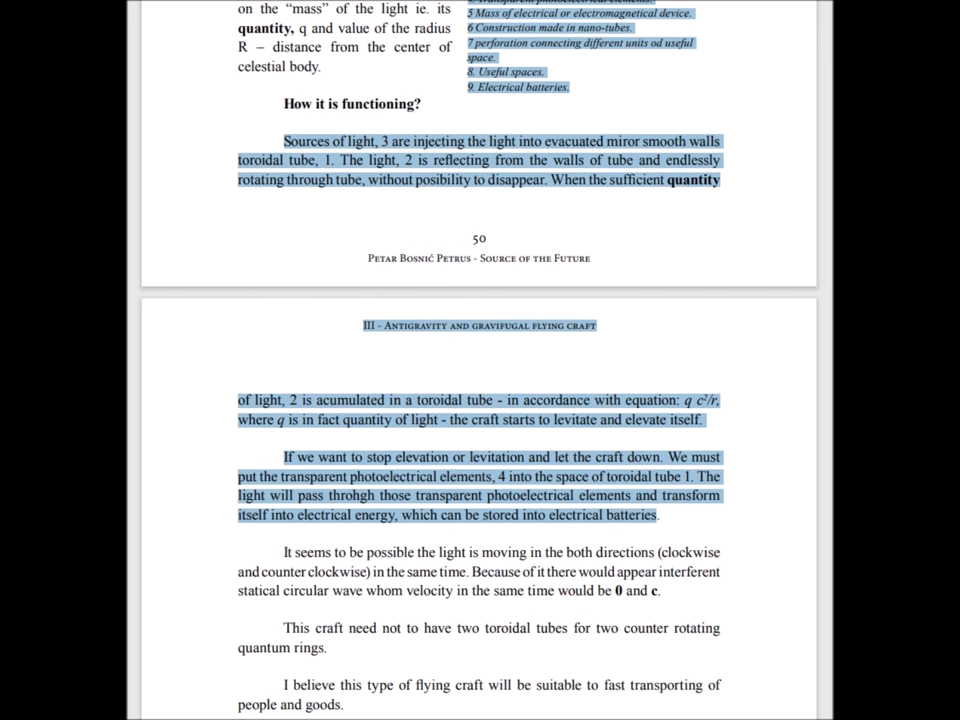 on the “mass” of the light ie. its
quantity, q and value of the radius
R – distance from the center of
celestial body.
4. Transparent photoelectrical elements.
5 Mass of electrical or electromagnetical device.
6 Construction made in nano-tubes.
7 perforation connecting different units od useful
space.
8. Useful spaces.
9. Electrical batteries.
How it is functioning?
Sources of light, 3 are injecting the light into evacuated miror smooth walls
toroidal tube, 1. The light, 2 is reflecting from the walls of tube and endlessly
rotating through tube, without posibility to disappear. When the sufficient quantity
50
Petar Bosnić Petrus - Source of the Future
III - Antigravity and gravifugal flying craft
of light, 2 is acumulated in a toroidal tube - in accordance with equation: q c²/r,
where q is in fact quantity of light - the craft starts to levitate and elevate itself.
If we want to stop elevation or levitation and let the craft down. We must
put the transparent photoelectrical elements, 4 into the space of toroidal tube 1. The
light will pass throhgh those transparent photoelectrical elements and transform
itself into electrical energy, which can be stored into electrical batteries.
It seems to be possible the light is moving in the both directions (clockwise
and counter clockwise) in the same time. Because of it there would appear interferent
statical circular wave whom velocity in the same time would be 0 and c.
This craft need not to have two toroidal tubes for two counter rotating
quantum rings.
I believe this type of flying craft will be suitable to fast transporting of
people and goods.